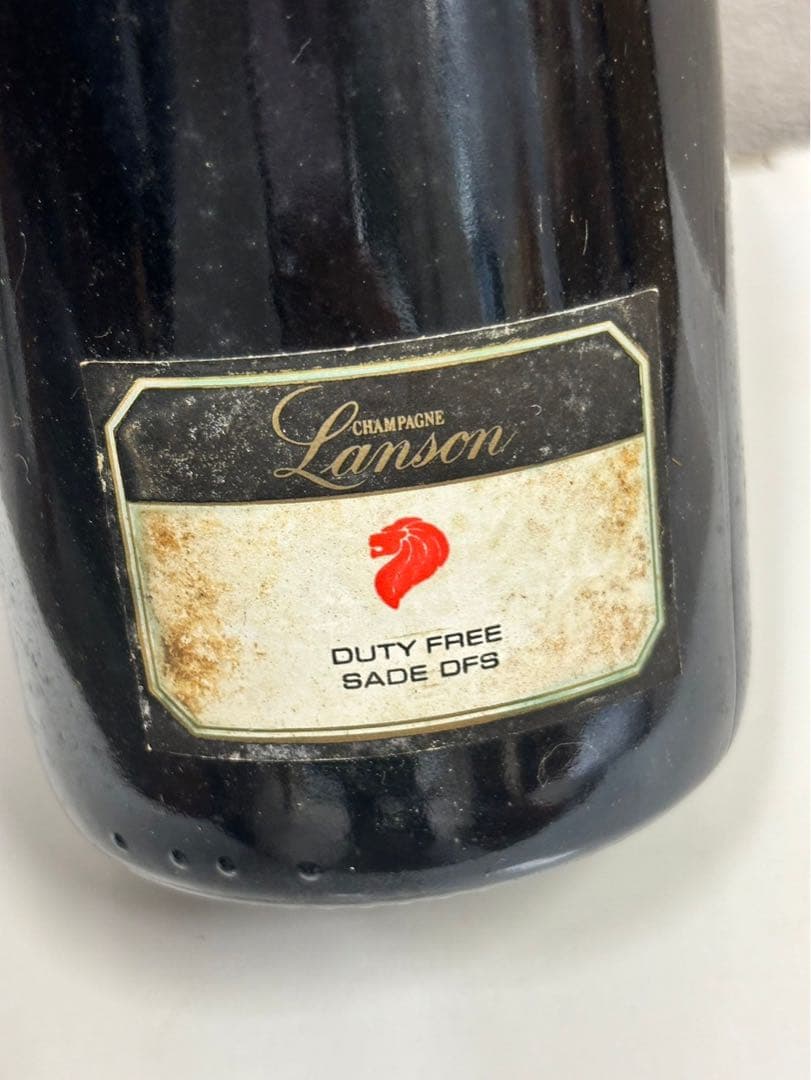 CHAMPAGNE
Lanson
DUTY FREE
SADE DFS